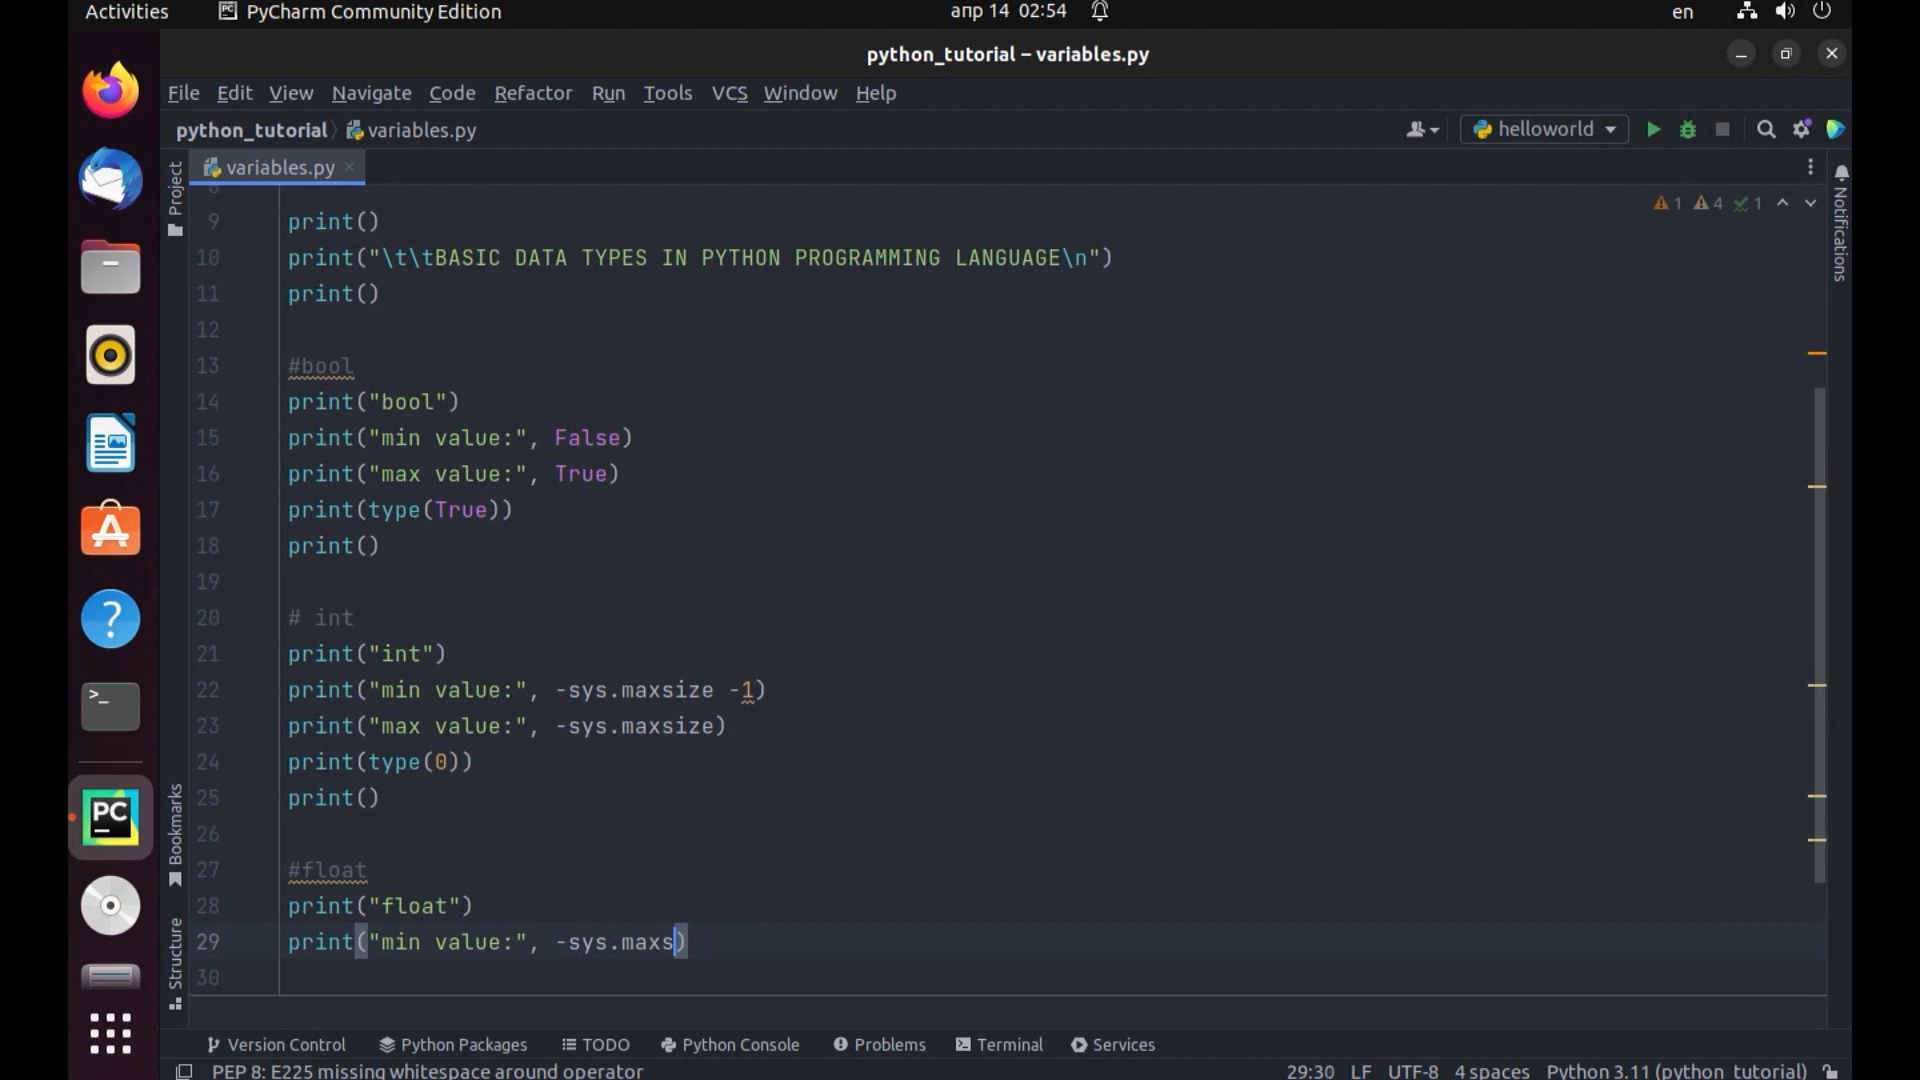 Activities PyCharm Community Edition апр 14 02:54 en
python_tutorial – variables.py
File Edit View Navigate Code Refactor Run Tools VCS Window Help
python_tutorial variables.py helloworld
Project variables.py Notifications
1 4 1
8
9 print()
10 print("\t\tBASIC DATA TYPES IN PYTHON PROGRAMMING LANGUAGE\n")
11 print()
12
13 #bool
14 print("bool")
15 print("min value:", False)
16 print("max value:", True)
17 print(type(True))
18 print()
19
20 # int
21 print("int")
22 print("min value:", -sys.maxsize -1)
23 print("max value:", -sys.maxsize)
24 print(type(0))
25 print()
26
27 #float
28 print("float")
29 print("min value:", -sys.maxs)
30
Bookmarks
Structure
Version Control Python Packages TODO Python Console Problems Terminal Services
PEP 8: E225 missing whitespace around operator 29:30 LF UTF-8 4 spaces Python 3.11 (python_tutorial)